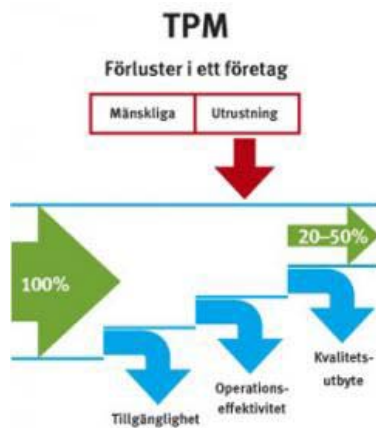 TPM
Förluster i ett företag
Mänskliga
Utrustning
20–50%
100%
Kvalitets-
utbyte
Operations-
effektivitet
Tillgänglighet